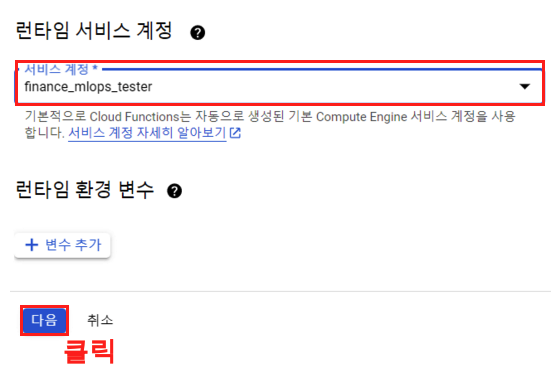 런타임 서비스 계정
서비스 계정 *
finance_mlops_tester
기본적으로 Cloud Functions는 자동으로 생성된 기본 Compute Engine 서비스 계정을 사용
합니다. 서비스 계정 자세히 알아보기
런타임 환경 변수
+ 변수 추가
다음 취소
클릭